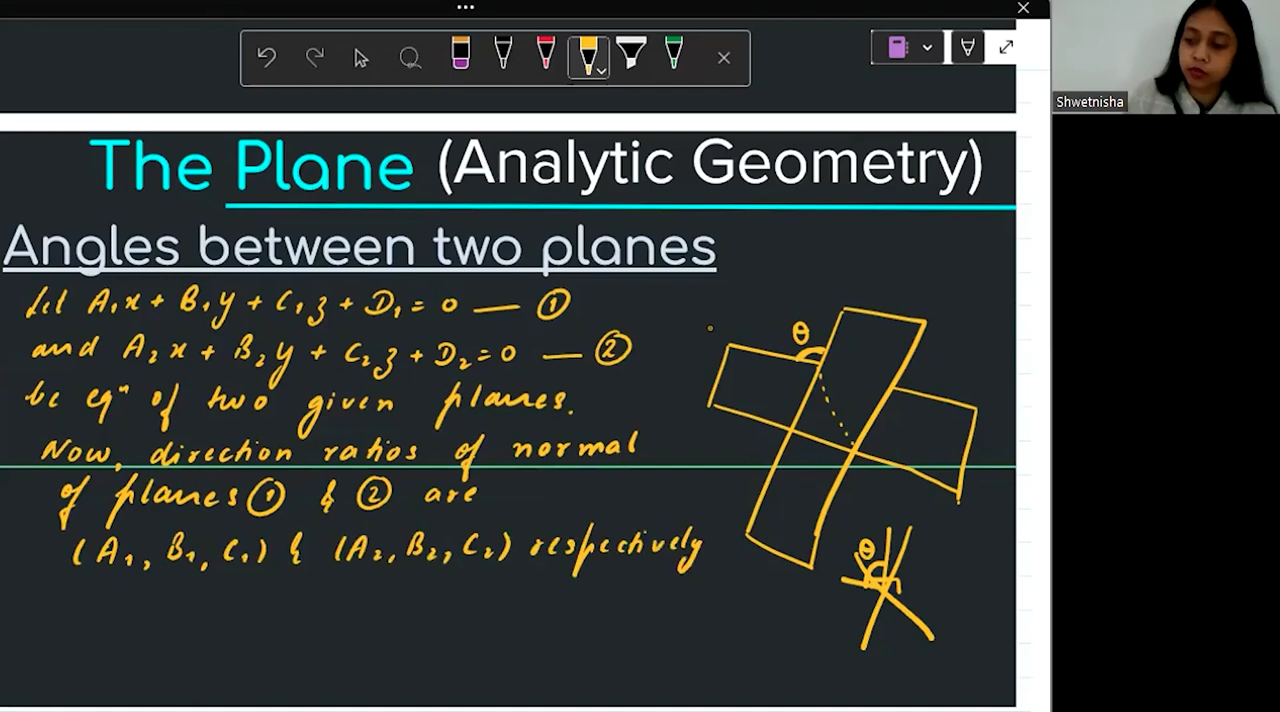 Shwetnisha
The Plane (Analytic Geometry)
Angles between two planes
Let A₁x + B₁y + C₁z + D₁ = 0 — ①
and A₂x + B₂y + C₂z + D₂ = 0 — ②
be eqⁿ of two given planes.
Now, direction ratios of normal
of planes ① & ② are
(A₁, B₁, C₁) & (A₂, B₂, C₂) respectively
θ
θ